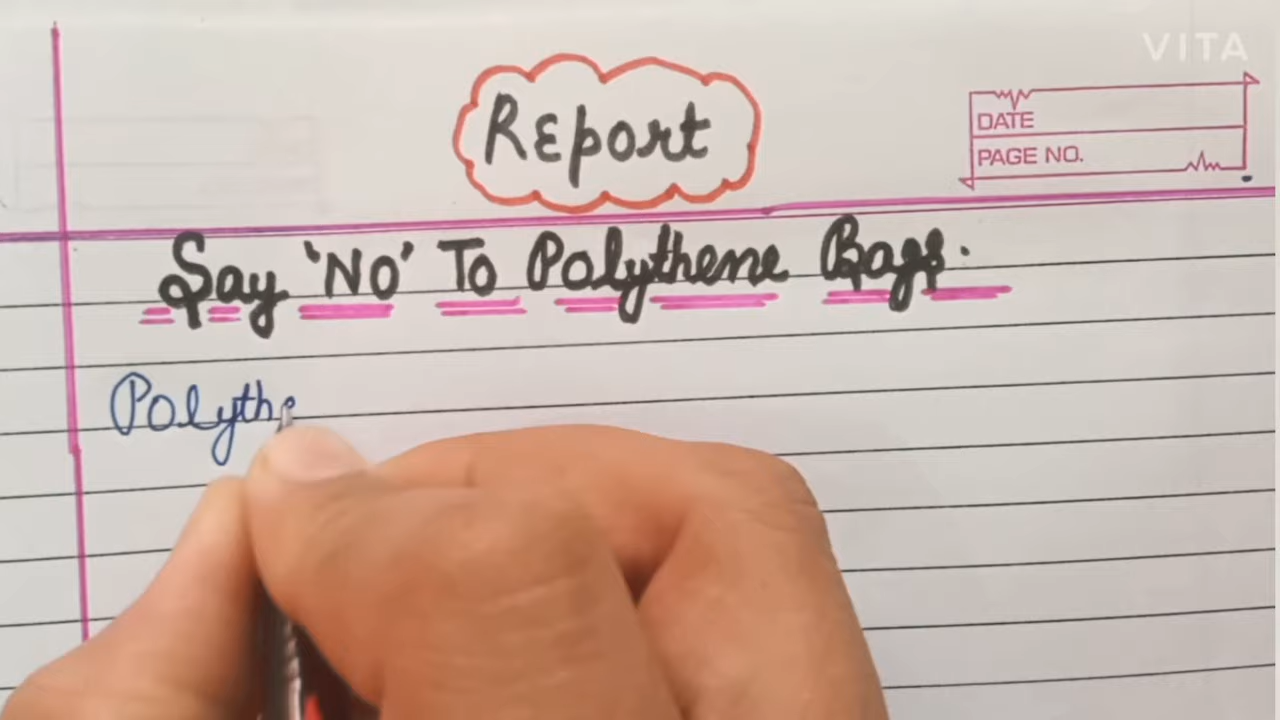 VITA
Report
DATE
PAGE NO.
Say 'NO' To Polythene Bags.
Polythe